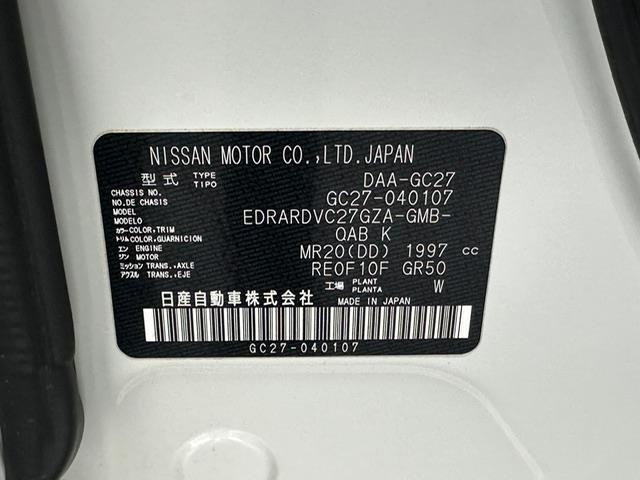 NISSAN MOTOR CO.,LTD.JAPAN
型式 TYPE TIPO DAA-GC27
CHASSIS NO. NO.DE CHASIS GC27-040107
MODEL MODELO EDRARDVC27GZA-GMB-
カラー COLOR,TRIM トリム COLOR,GUARNICION QAB K
エン ENGINE ジン MOTOR MR20(DD) 1997 cc
ミッション TRANS.,AXLE アクスル TRANS.,EJE RE0F10F GR50
工場 PLANT PLANTA W
日産自動車株式会社 MADE IN JAPAN
GC27-040107